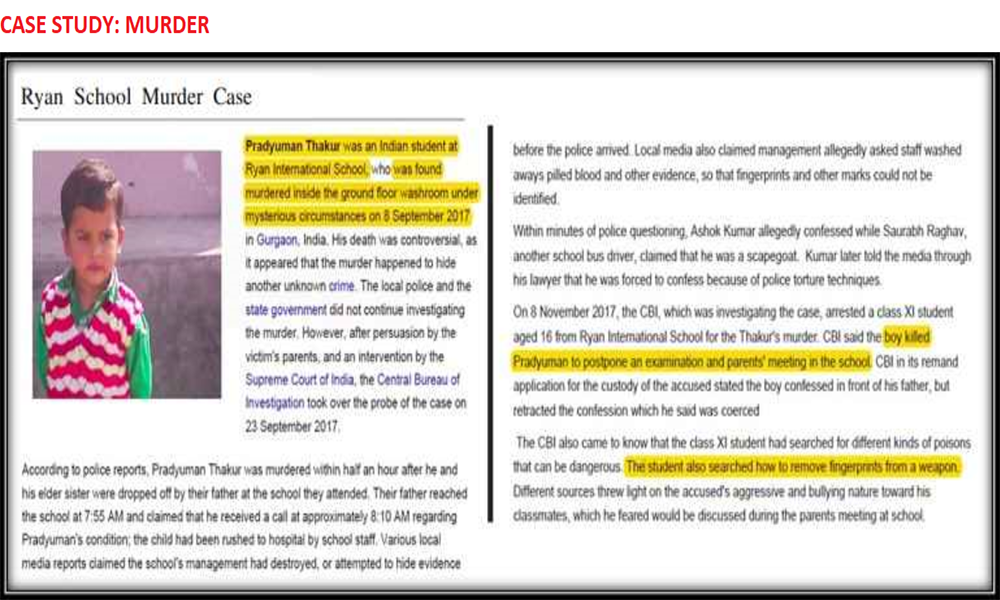 CASE STUDY: MURDER
Ryan School Murder Case
Pradyuman Thakur was an Indian student at
Ryan International School, who was found
murdered inside the ground floor washroom under
mysterious circumstances on 8 September 2017
in Gurgaon, India. His death was controversial, as
it appeared that the murder happened to hide
another unknown crime. The local police and the
state government did not continue investigating
the murder. However, after persuasion by the
victim's parents, and an intervention by the
Supreme Court of India, the Central Bureau of
Investigation took over the probe of the case on
23 September 2017.
According to police reports, Pradyuman Thakur was murdered within half an hour after he and
his elder sister were dropped off by their father at the school they attended. Their father reached
the school at 7:55 AM and claimed that he received a call at approximately 8:10 AM regarding
Pradyuman's condition; the child had been rushed to hospital by school staff. Various local
media reports claimed the school's management had destroyed, or attempted to hide evidence
before the police arrived. Local media also claimed management allegedly asked staff washed
aways pilled blood and other evidence, so that fingerprints and other marks could not be
identified.
Within minutes of police questioning, Ashok Kumar allegedly confessed while Saurabh Raghav,
another school bus driver, claimed that he was a scapegoat. Kumar later told the media through
his lawyer that he was forced to confess because of police torture techniques.
On 8 November 2017, the CBI, which was investigating the case, arrested a class XI student
aged 16 from Ryan International School for the Thakur's murder. CBI said the boy killed
Pradyuman to postpone an examination and parents' meeting in the school. CBI in its remand
application for the custody of the accused stated the boy confessed in front of his father, but
retracted the confession which he said was coerced
The CBI also came to know that the class XI student had searched for different kinds of poisons
that can be dangerous. The student also searched how to remove fingerprints from a weapon.
Different sources threw light on the accused's aggressive and bullying nature toward his
classmates, which he feared would be discussed during the parents meeting at school.